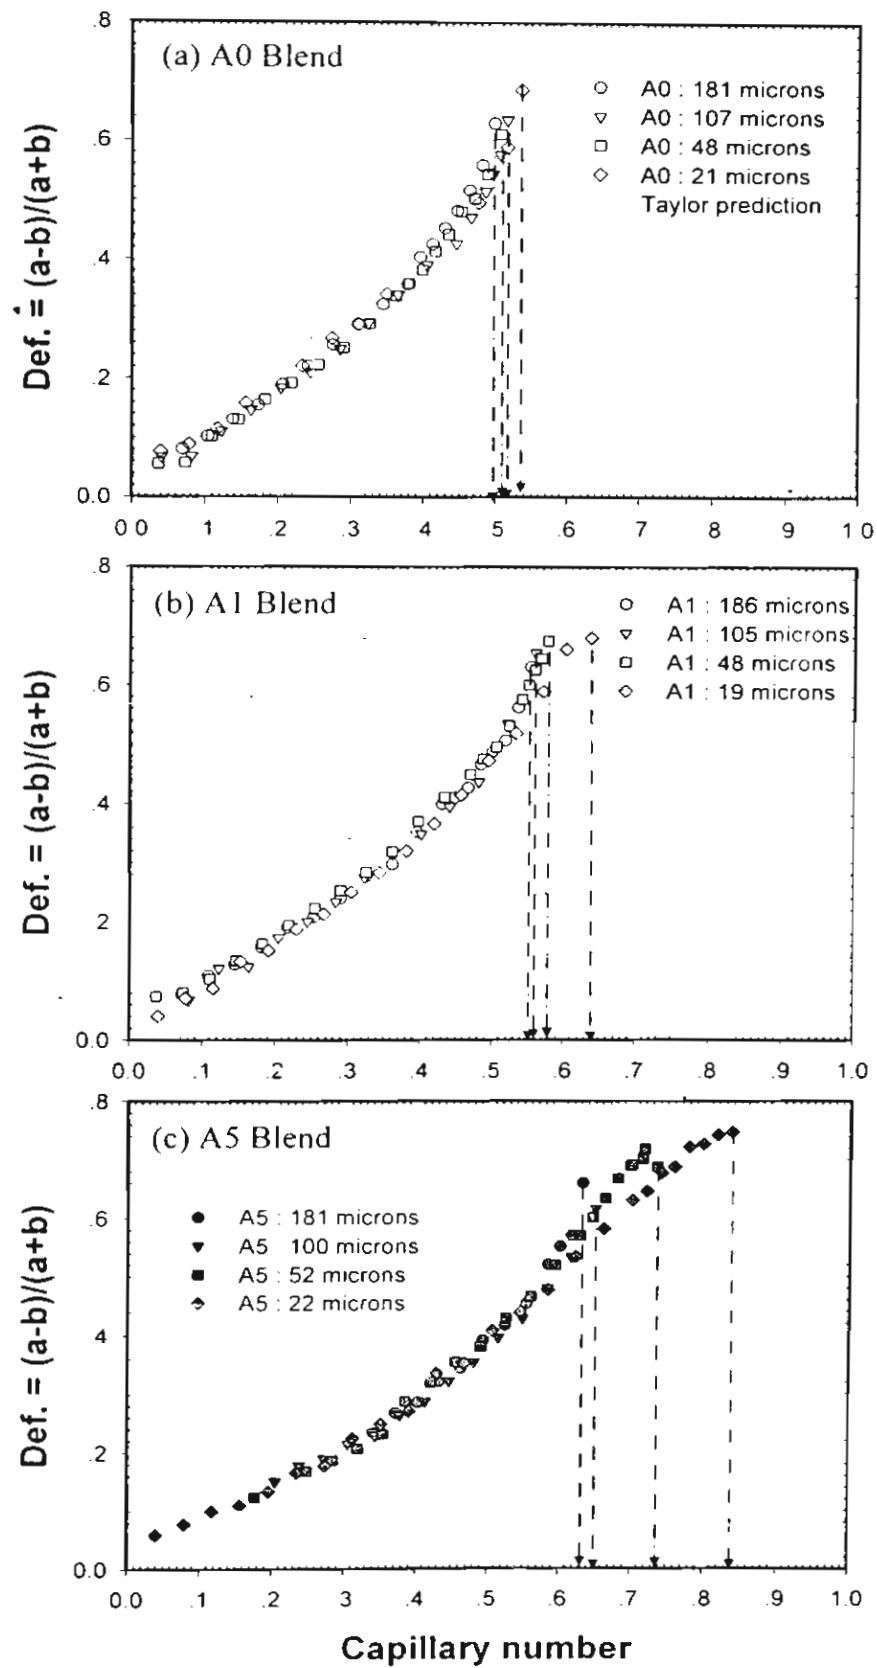 .8
(a) A0 Blend
A0 : 181 microns
A0 : 107 microns
A0 : 48 microns
A0 : 21 microns
Taylor prediction
.6
.4
.2
0.0
Def. = (a-b)/(a+b)
0 0 1 .2 .3 .4 5 .6 .7 8 9 1 0
.8
(b) A1 Blend
A1 : 186 microns
A1 : 105 microns
A1 : 48 microns
A1 : 19 microns
.6
.4
2
0.0
Def. = (a-b)/(a+b)
0.0 .1 .2 .3 .4 .5 .6 .7 .8 .9 1.0
.8
(c) A5 Blend
A5 : 181 microns
A5 100 microns
A5 : 52 microns
A5 : 22 microns
.6
.4
.2
0.0
Def. = (a-b)/(a+b)
0.0 .1 .2 .3 .4 .5 .6 .7 .8 .9 1.0
Capillary number